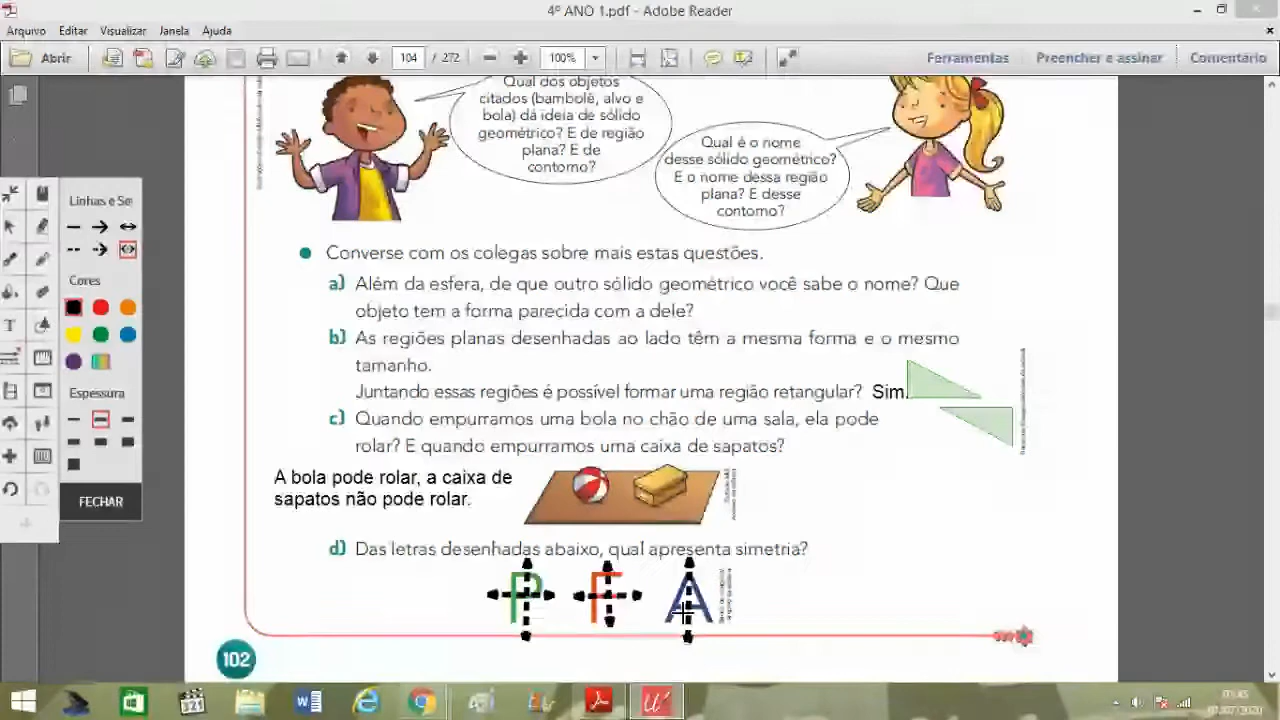 4º ANO 1.pdf - Adobe Reader
Arquivo Editar Visualizar Janela Ajuda
Abrir 104 / 272 100% Ferramentas Preencher e assinar Comentário
Qual dos objetos
citados (bambolê, alvo e
bola) dá ideia de sólido
geométrico? E de região
plana? E de
contorno?
Qual é o nome
desse sólido geométrico?
E o nome dessa região
plana? E desse
contorno?
Linhas e Se
Cores
Espessura
FECHAR
Converse com os colegas sobre mais estas questões.
a) Além da esfera, de que outro sólido geométrico você sabe o nome? Que
objeto tem a forma parecida com a dele?
b) As regiões planas desenhadas ao lado têm a mesma forma e o mesmo
tamanho.
Juntando essas regiões é possível formar uma região retangular? Sim.
c) Quando empurramos uma bola no chão de uma sala, ela pode
rolar? E quando empurramos uma caixa de sapatos?
A bola pode rolar, a caixa de
sapatos não pode rolar.
d) Das letras desenhadas abaixo, qual apresenta simetria?
P F A
102